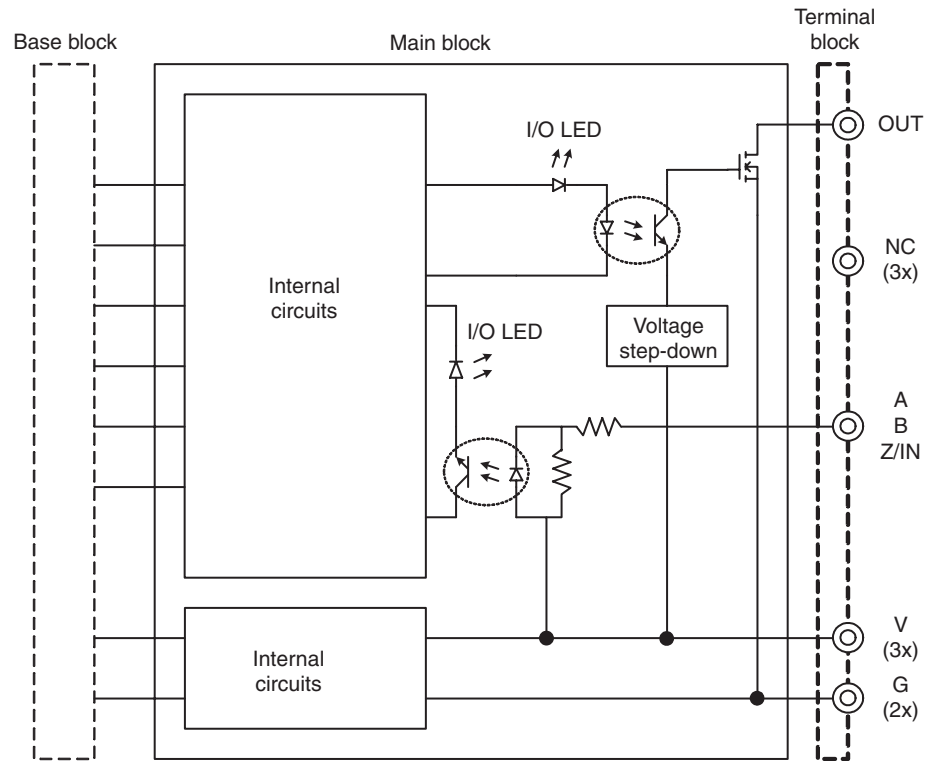 Base block
Main block
Terminal
block
I/O LED
OUT
NC
(3x)
Internal
circuits
I/O LED
Voltage
step-down
A
B
Z/IN
V
(3x)
Internal
circuits
G
(2x)